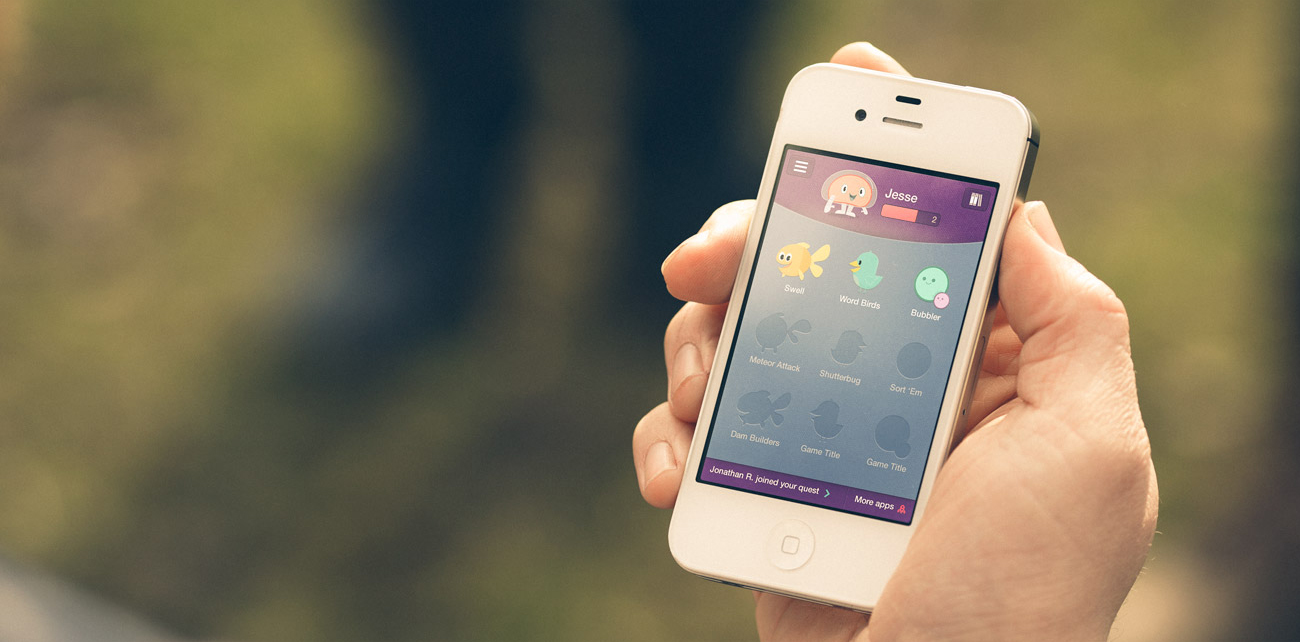 Jesse
2
Swell
Word Birds
Bubbler
Meteor Attack
Shutterbug
Sort 'Em
Dam Builders
Game Title
Game Title
Jonathan R. joined your quest
More apps